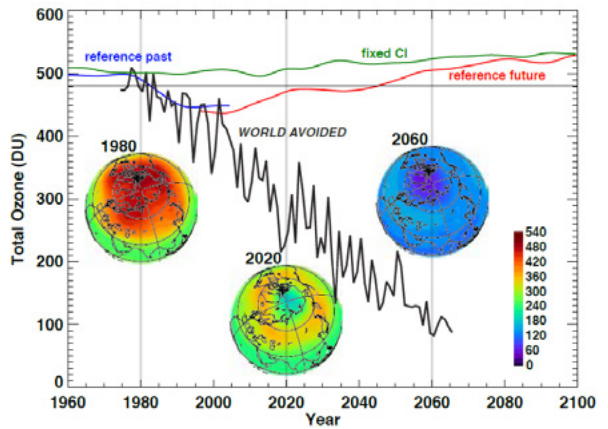 600
500
400
300
200
100
0
Total Ozone (DU)
reference past
fixed Cl
reference future
WORLD AVOIDED
1980
2020
2060
540
480
420
360
300
240
180
120
60
0
1960 1980 2000 2020 2040 2060 2080 2100
Year